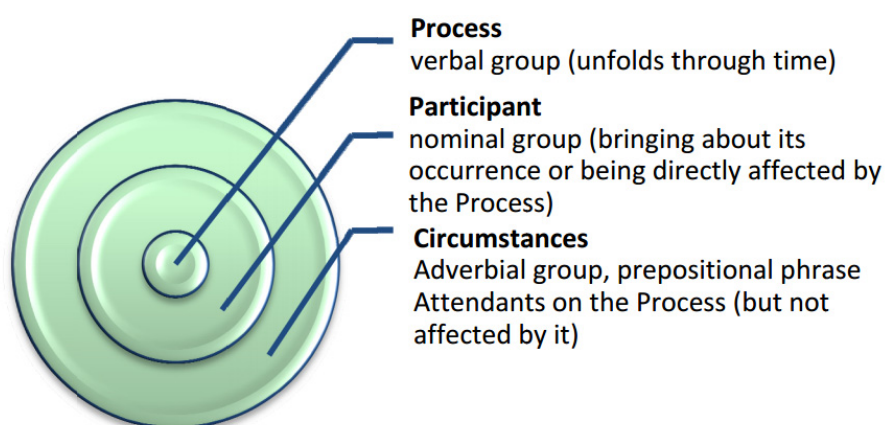 Process
verbal group (unfolds through time)
Participant
nominal group (bringing about its
occurrence or being directly affected by
the Process)
Circumstances
Adverbial group, prepositional phrase
Attendants on the Process (but not
affected by it)